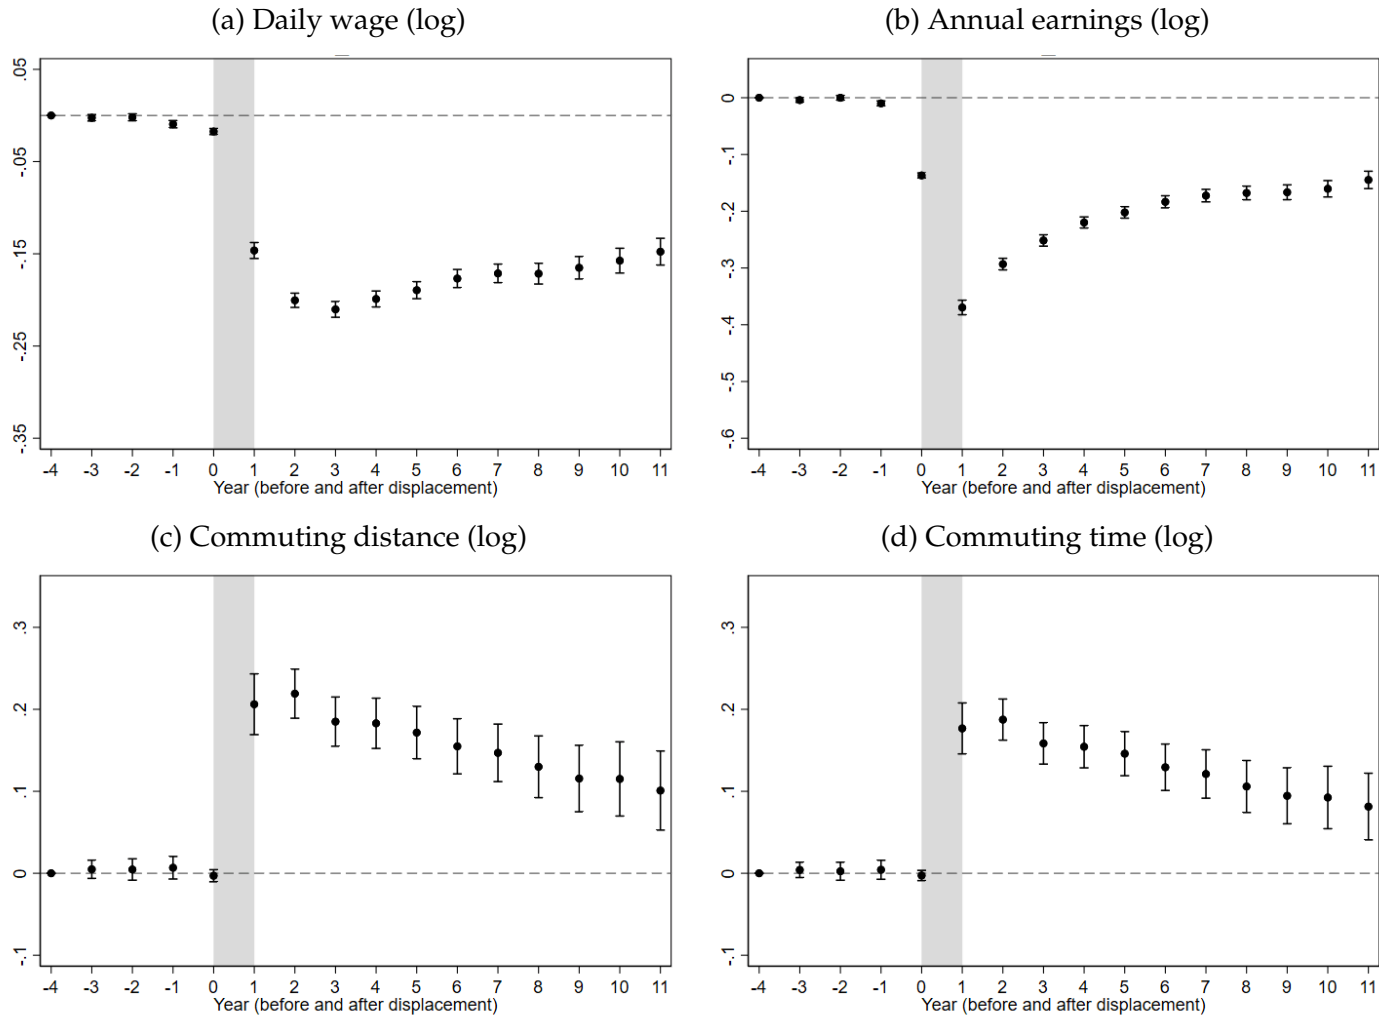 (a) Daily wage (log)
.05
-.05
-.15
-.25
-.35
-4 -3 -2 -1 0 1 2 3 4 5 6 7 8 9 10 11
Year (before and after displacement)
(b) Annual earnings (log)
0
-.1
-.2
-.3
-.4
-.5
-.6
-4 -3 -2 -1 0 1 2 3 4 5 6 7 8 9 10 11
Year (before and after displacement)
(c) Commuting distance (log)
.3
.2
.1
0
-.1
-4 -3 -2 -1 0 1 2 3 4 5 6 7 8 9 10 11
Year (before and after displacement)
(d) Commuting time (log)
.3
.2
.1
0
-.1
-4 -3 -2 -1 0 1 2 3 4 5 6 7 8 9 10 11
Year (before and after displacement)